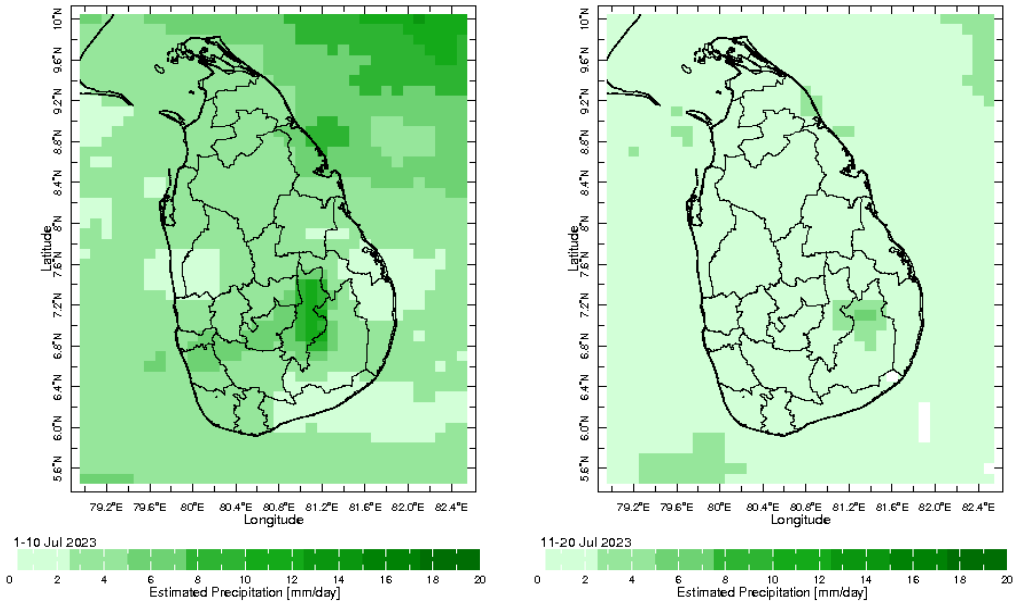 10°N
9.6°N
9.2°N
8.8°N
8.4°N
8°N
7.6°N
7.2°N
6.8°N
6.4°N
6.0°N
5.6°N
Latitude
79.2°E 79.6°E 80°E 80.4°E 80.8°E 81.2°E 81.6°E 82.0°E 82.4°E
Longitude
1-10 Jul 2023
0 2 4 6 8 10 12 14 16 18 20
Estimated Precipitation [mm/day]
10°N
9.6°N
9.2°N
8.8°N
8.4°N
8°N
7.6°N
7.2°N
6.8°N
6.4°N
6.0°N
5.6°N
Latitude
79.2°E 79.6°E 80°E 80.4°E 80.8°E 81.2°E 81.6°E 82.0°E 82.4°E
Longitude
11-20 Jul 2023
0 2 4 6 8 10 12 14 16 18 20
Estimated Precipitation [mm/day]